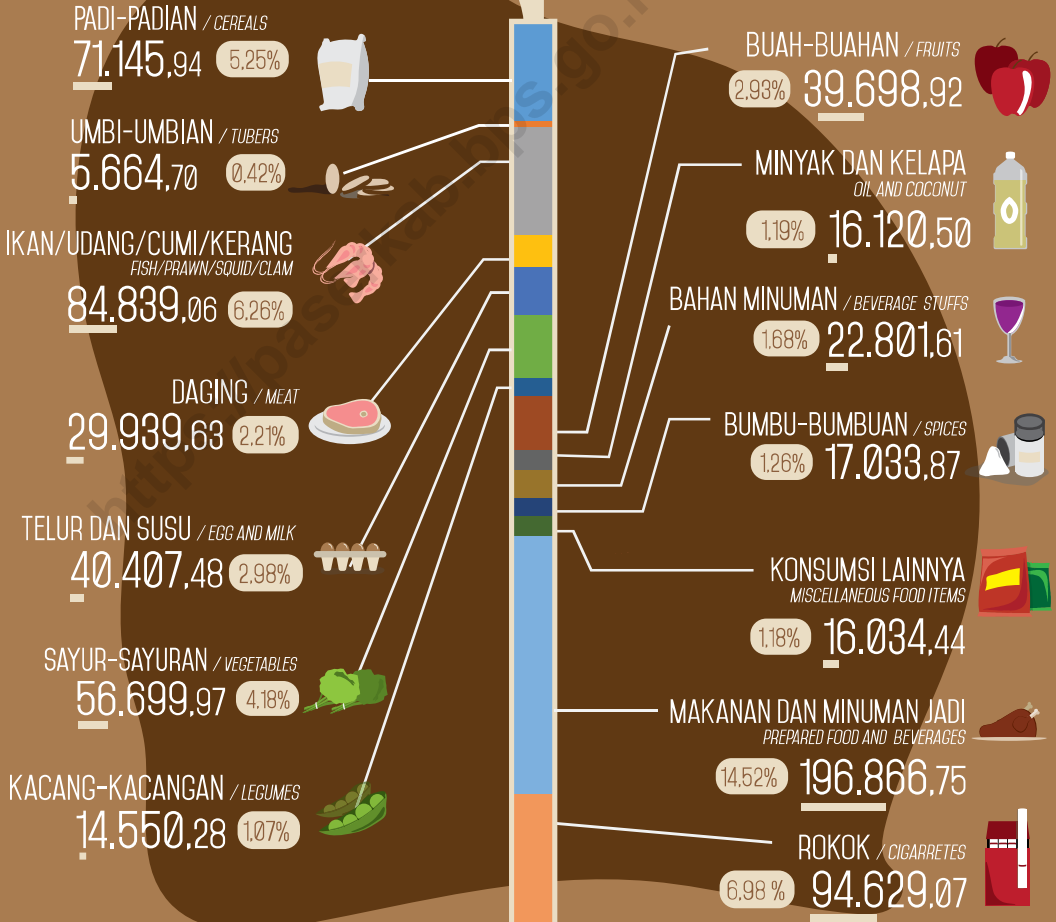 PADI-PADIAN / CEREALS
71.145,94 5,25%
UMBI-UMBIAN / TUBERS
5.664,70 0,42%
IKAN/UDANG/CUMI/KERANG
FISH/PRAWN/SQUID/CLAM
84.839,06 6,26%
DAGING / MEAT
29.939,63 2,21%
TELUR DAN SUSU / EGG AND MILK
40.407,48 2,98%
SAYUR-SAYURAN / VEGETABLES
56.699,97 4,18%
KACANG-KACANGAN / LEGUMES
14.550,28 1,07%
BUAH-BUAHAN / FRUITS
2,93% 39.698,92
MINYAK DAN KELAPA
OIL AND COCONUT
1,19% 16.120,50
BAHAN MINUMAN / BEVERAGE STUFFS
1,68% 22.801,61
BUMBU-BUMBUAN / SPICES
1,26% 17.033,87
KONSUMSI LAINNYA
MISCELLANEOUS FOOD ITEMS
1,18% 16.034,44
MAKANAN DAN MINUMAN JADI
PREPARED FOOD AND BEVERAGES
14,52% 196.866,75
ROKOK / CIGARRETES
6,98 % 94.629,07